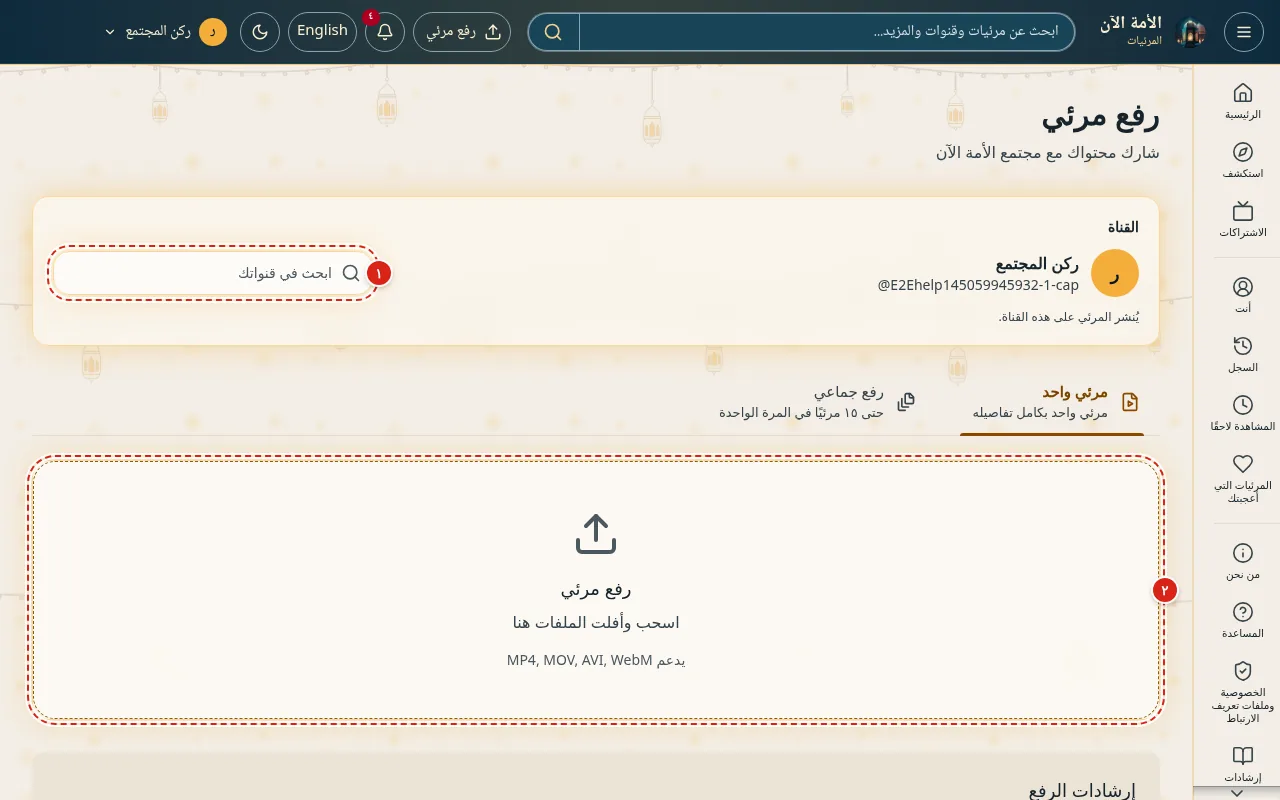 الأمة الآن
المرئيات
ابحث عن مرئيات وقنوات والمزيد...
رفع مرئي
٤
English
ر
ركن المجتمع
الرئيسية
استكشف
الاشتراكات
أنت
السجل
المشاهدة لاحقًا
المرئيات التي
أعجبتك
من نحن
المساعدة
الخصوصية
وملفات تعريف
الارتباط
إرشادات
رفع مرئي
شارك محتواك مع مجتمع الأمة الآن
القناة
ر
ركن المجتمع
@E2Ehelp145059945932-1-cap
يُنشر المرئي على هذه القناة.
١
ابحث في قنواتك
مرئي واحد
مرئي واحد بكامل تفاصيله
رفع جماعي
حتى ١٥ مرئيًا في المرة الواحدة
٢
رفع مرئي
اسحب وأفلت الملفات هنا
يدعم MP4, MOV, AVI, WebM
إرشادات الرفع